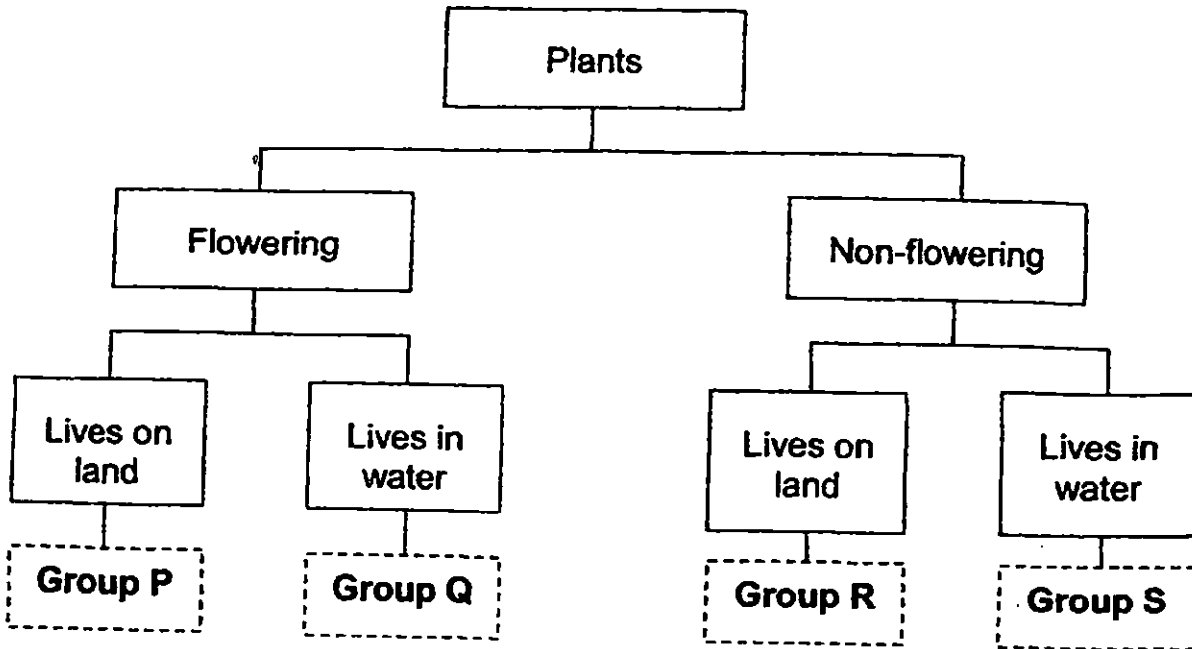 Plants
Flowering
Non-flowering
Lives on
land
Lives in
water
Lives on
land
Lives in
water
Group P
Group Q
Group R
Group S